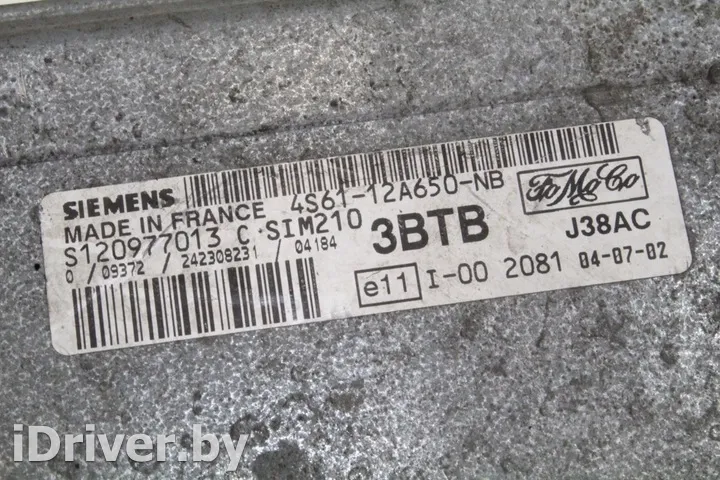 SIEMENS
MADE IN FRANCE
4S61-12A650-NB
FoMoCo
S120977013 C
SIM210
3BTB
J38AC
0 / 09372 / 242308231 / 04184
e11
I-00 2081
04-07-02
iDriver.by